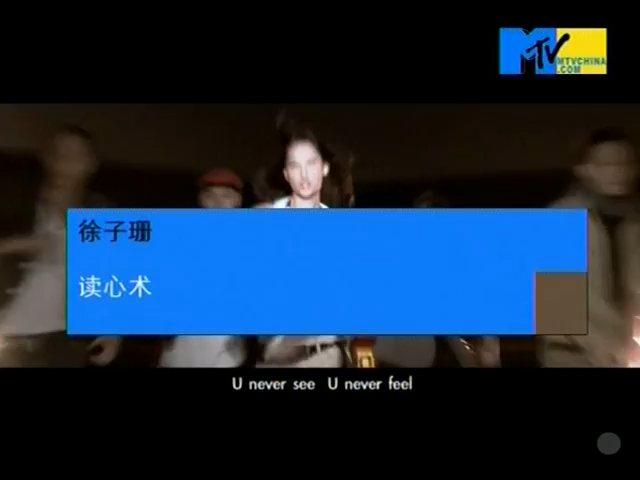 MTV
MTVCHINA
.COM
徐子珊
读心术
U never see U never feel